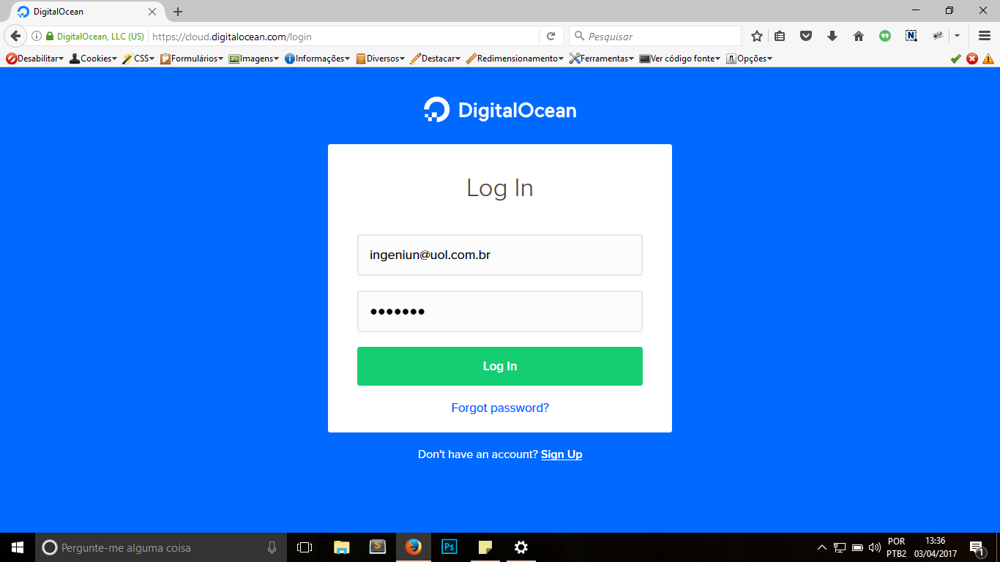 DigitalOcean
DigitalOcean, LLC (US) https://cloud.digitalocean.com/login Pesquisar
Desabilitar Cookies CSS Formulários Imagens Informações Diversos Destacar Redimensionamento Ferramentas Ver código fonte Opções
DigitalOcean
Log In
ingeniun@uol.com.br
•••••••
Log In
Forgot password?
Don't have an account? Sign Up
Pergunte-me alguma coisa
S
Ps
POR
PTB2
13:36
03/04/2017
1